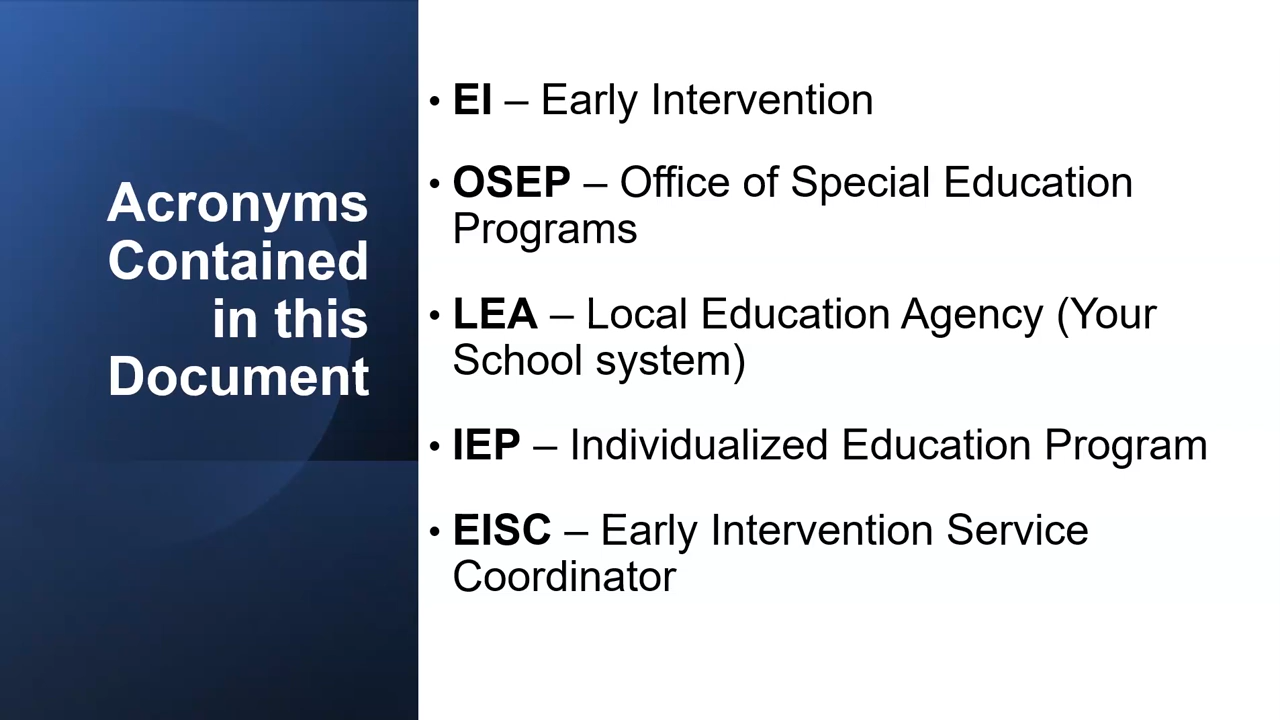 Acronyms
Contained
in this
Document
• EI – Early Intervention
• OSEP – Office of Special Education
Programs
• LEA – Local Education Agency (Your
School system)
• IEP – Individualized Education Program
• EISC – Early Intervention Service
Coordinator